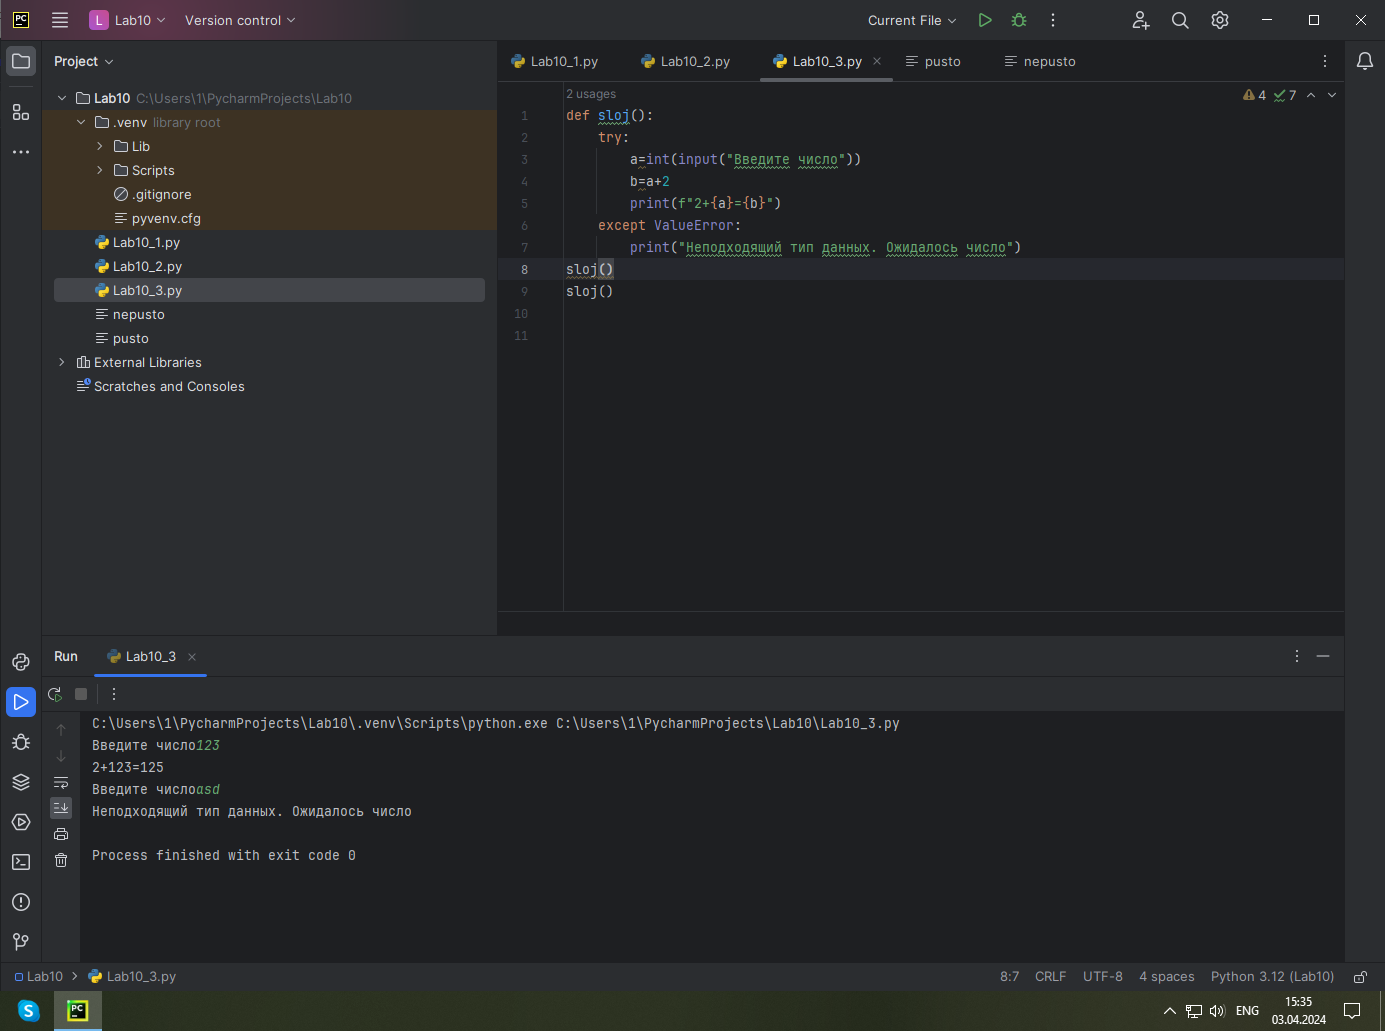 PC L Lab10 Version control Current File
Project
Lab10 C:\Users\1\PycharmProjects\Lab10
.venv library root
Lib
Scripts
.gitignore
pyvenv.cfg
Lab10_1.py
Lab10_2.py
Lab10_3.py
nepusto
pusto
External Libraries
Scratches and Consoles
Lab10_1.py Lab10_2.py Lab10_3.py pusto nepusto
2 usages
4 7
1 def sloj():
2 try:
3 a=int(input("Введите число"))
4 b=a+2
5 print(f"2+{a}={b}")
6 except ValueError:
7 print("Неподходящий тип данных. Ожидалось число")
8 sloj()
9 sloj()
10
11
Run Lab10_3
C:\Users\1\PycharmProjects\Lab10\.venv\Scripts\python.exe C:\Users\1\PycharmProjects\Lab10\Lab10_3.py
Введите число123
2+123=125
Введите числоasd
Неподходящий тип данных. Ожидалось число
Process finished with exit code 0
Lab10 Lab10_3.py 8:7 CRLF UTF-8 4 spaces Python 3.12 (Lab10)
S PC ENG 15:35
03.04.2024